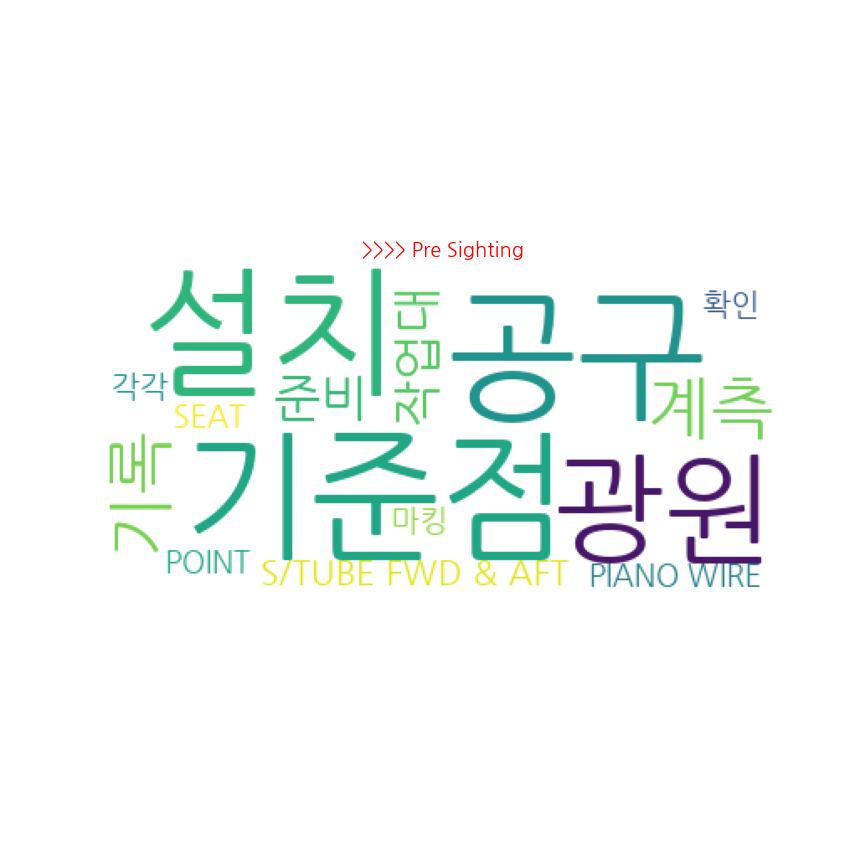 >>>> Pre Sighting
설치
공구
작업대
확인
각각
준비
계측
SEAT
기록
기준점
광원
마킹
POINT
S/TUBE FWD & AFT
PIANO WIRE